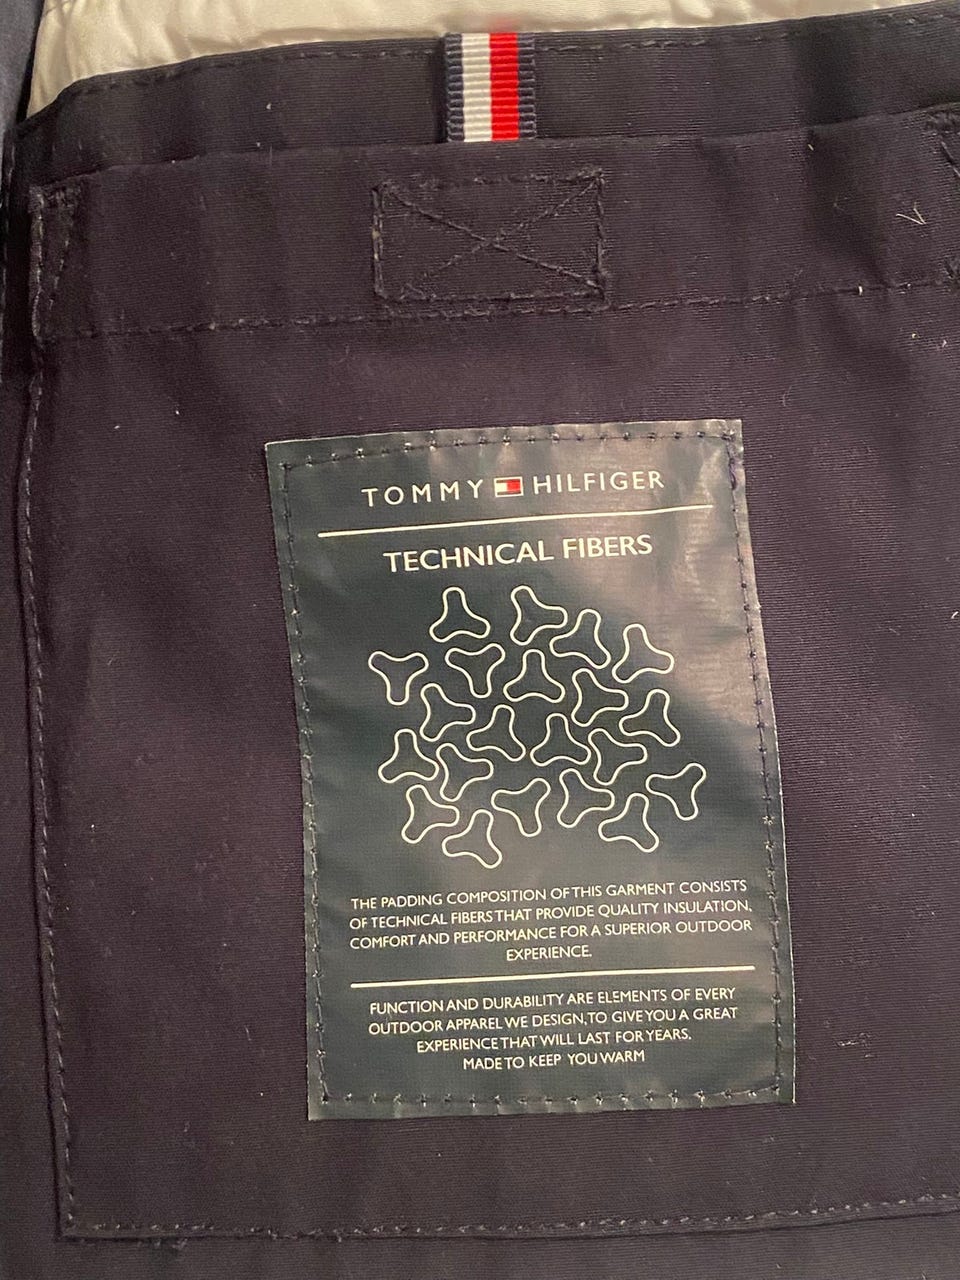 TOMMY HILFIGER
TECHNICAL FIBERS
THE PADDING COMPOSITION OF THIS GARMENT CONSISTS
OF TECHNICAL FIBERS THAT PROVIDE QUALITY INSULATION,
COMFORT AND PERFORMANCE FOR A SUPERIOR OUTDOOR
EXPERIENCE.
FUNCTION AND DURABILITY ARE ELEMENTS OF EVERY
OUTDOOR APPAREL WE DESIGN, TO GIVE YOU A GREAT
EXPERIENCE THAT WILL LAST FOR YEARS.
MADE TO KEEP YOU WARM